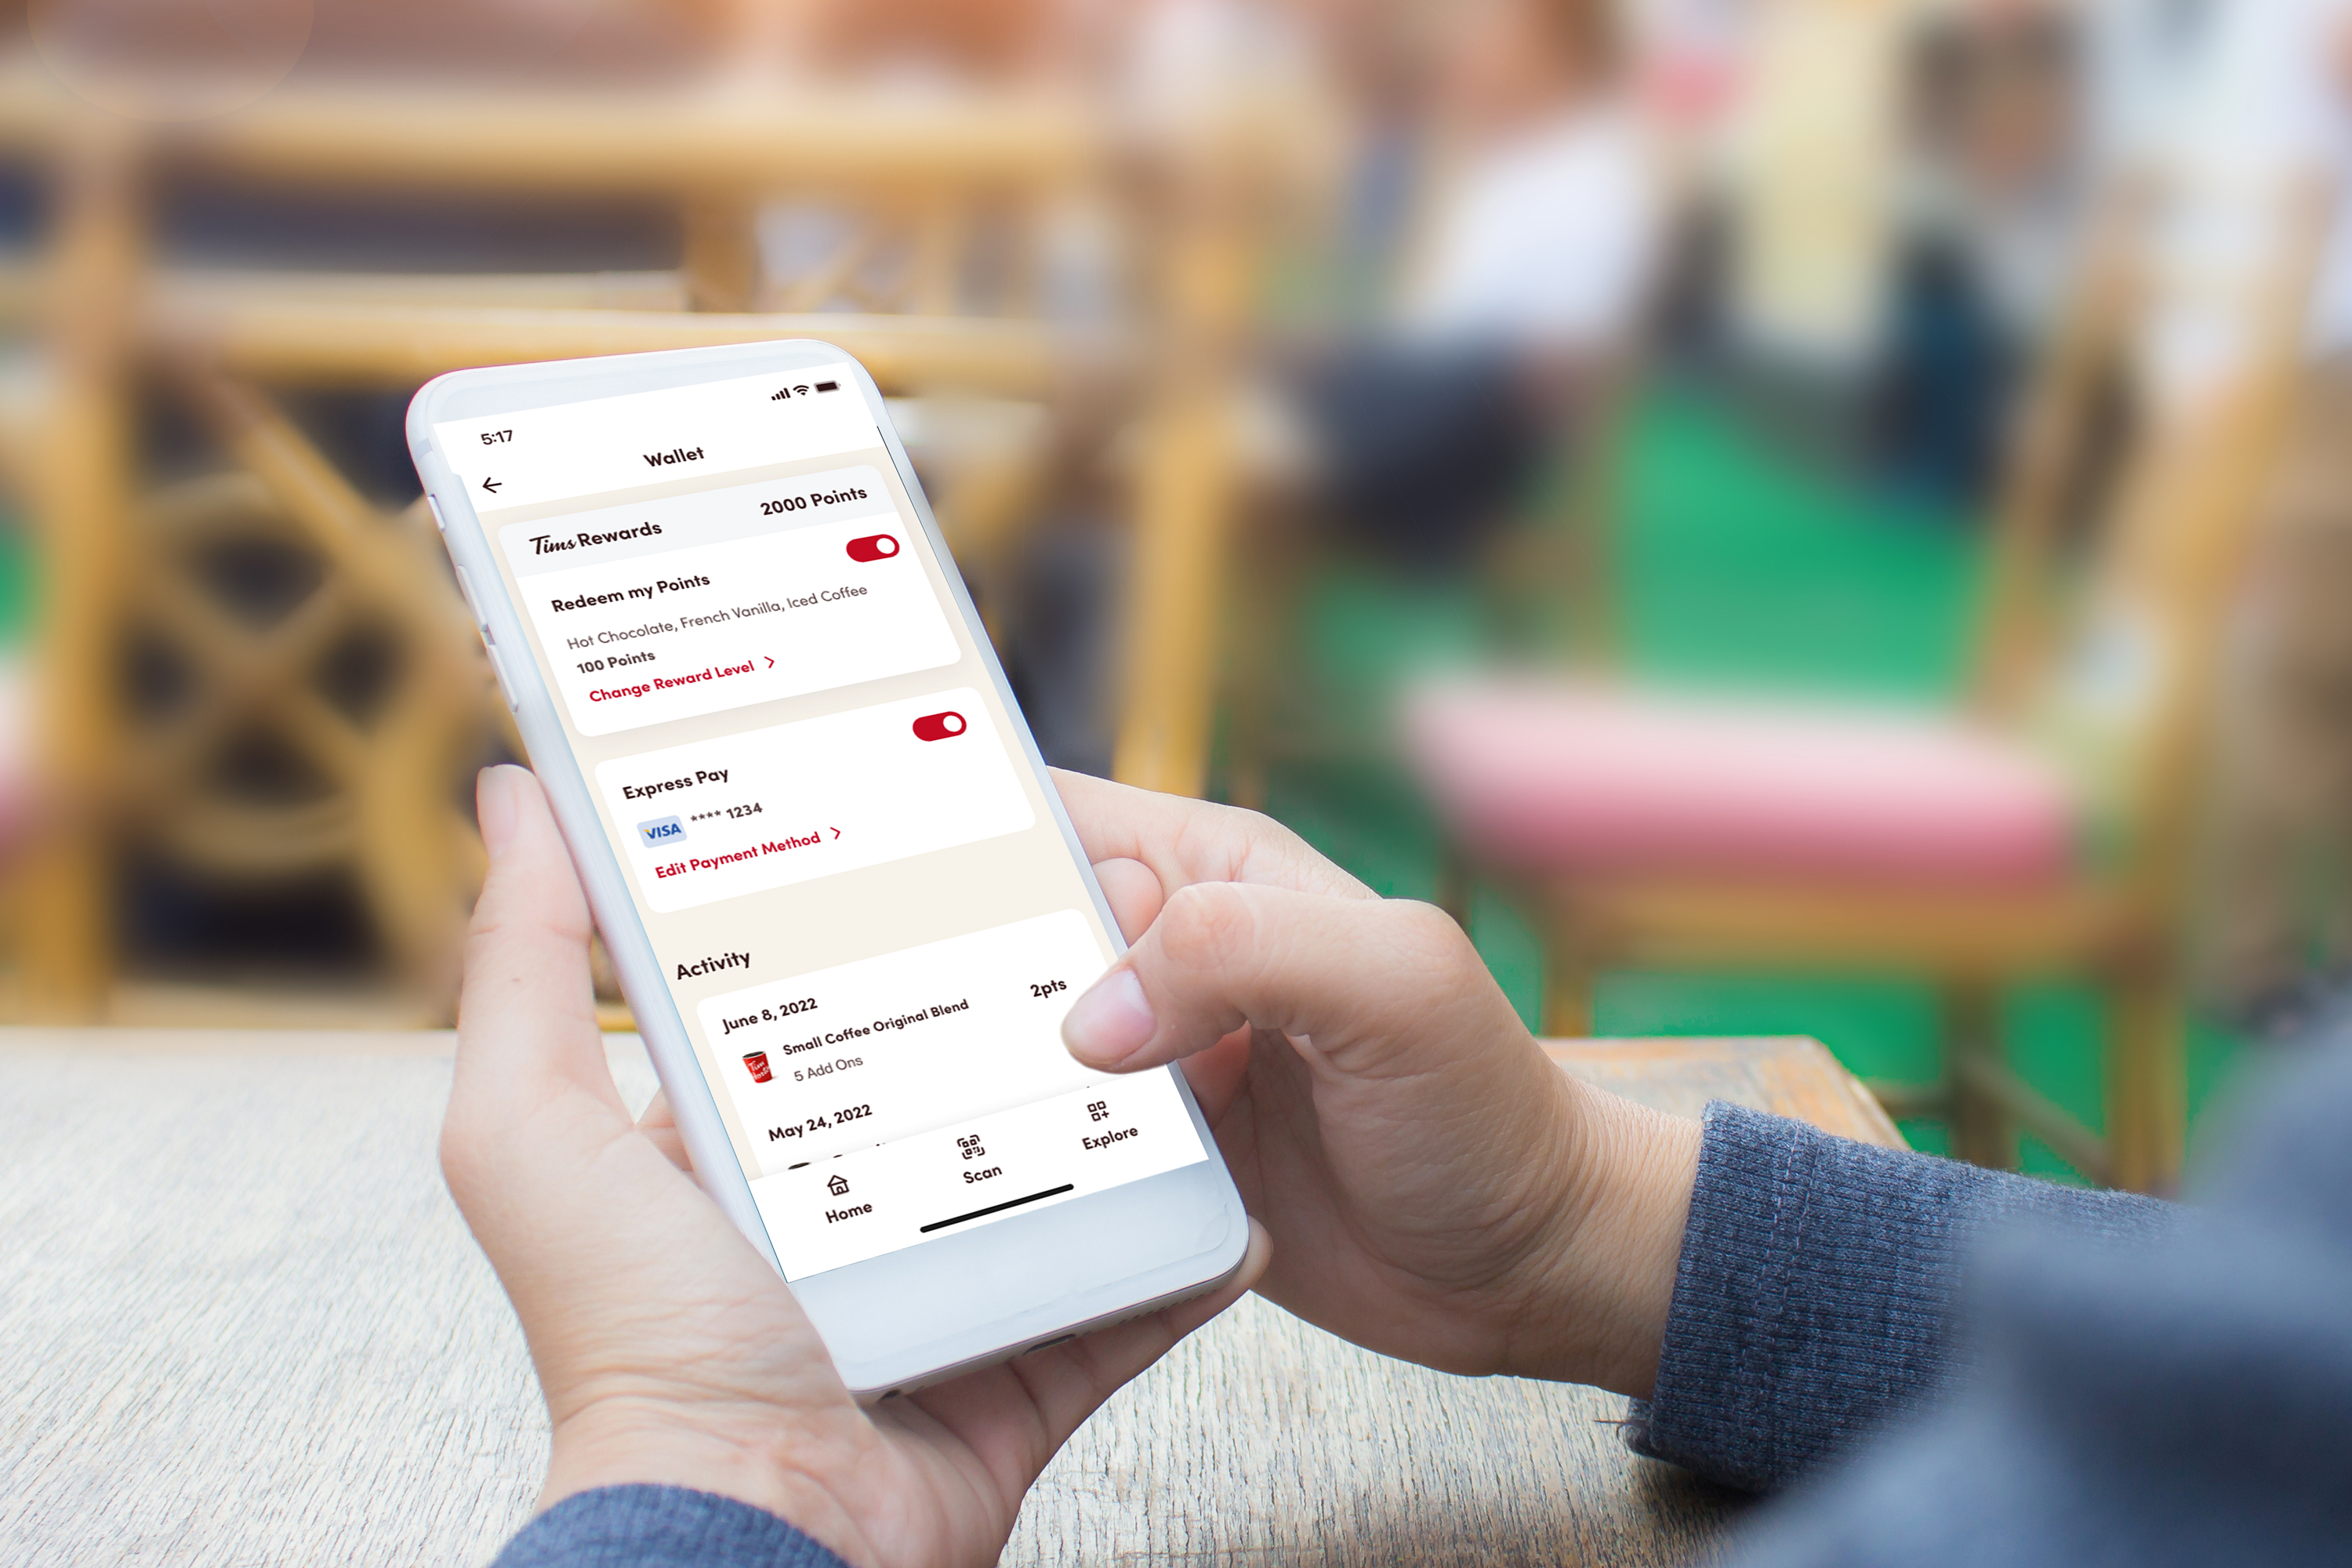 5:17
Wallet
Tims Rewards 2000 Points
Redeem my Points
Hot Chocolate, French Vanilla, Iced Coffee
100 Points
Change Reward Level
Express Pay
VISA **** 1234
Edit Payment Method
Activity
June 8, 2022
Small Coffee Original Blend 2pts
5 Add Ons
May 24, 2022
Home
Scan
Explore